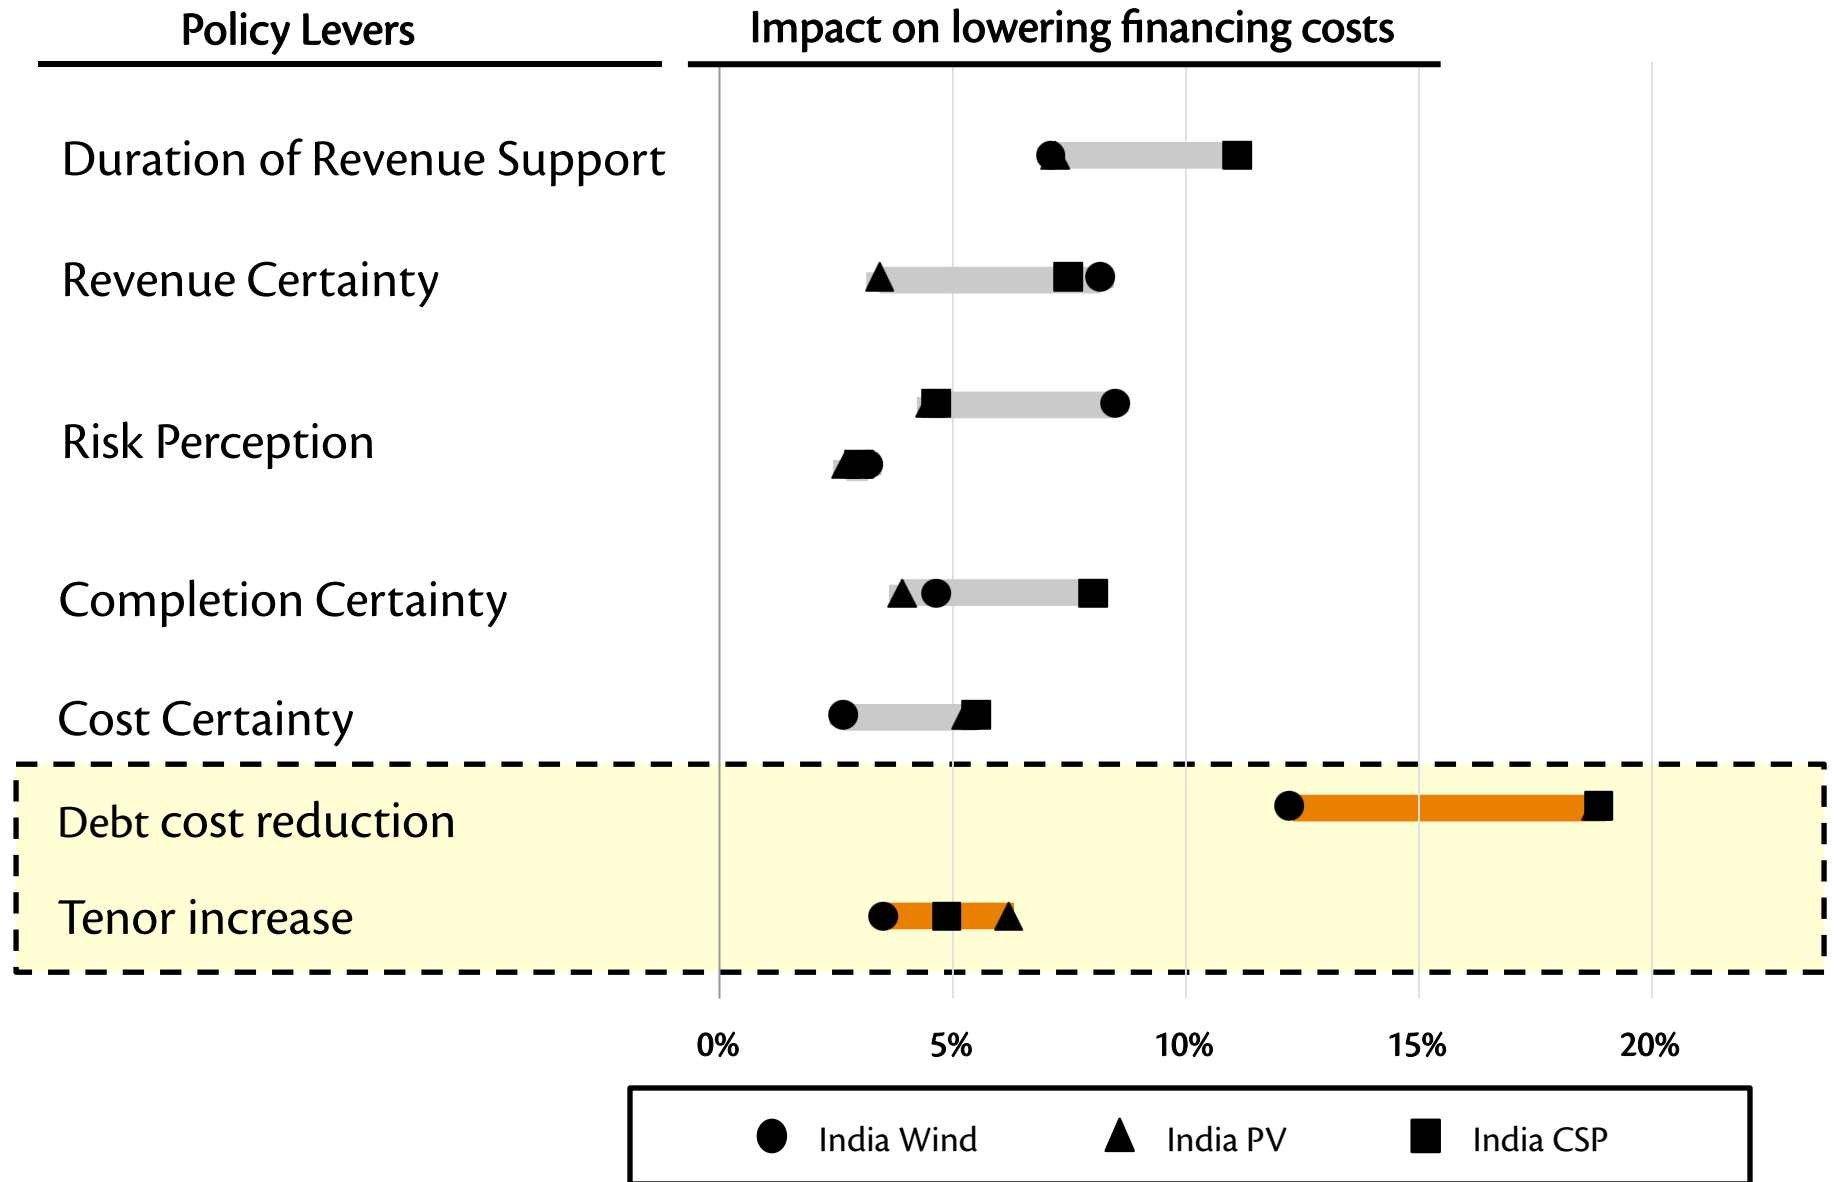 Policy Levers
Impact on lowering financing costs
Duration of Revenue Support
Revenue Certainty
Risk Perception
Completion Certainty
Cost Certainty
Debt cost reduction
Tenor increase
0% 5% 10% 15% 20%
India Wind India PV India CSP